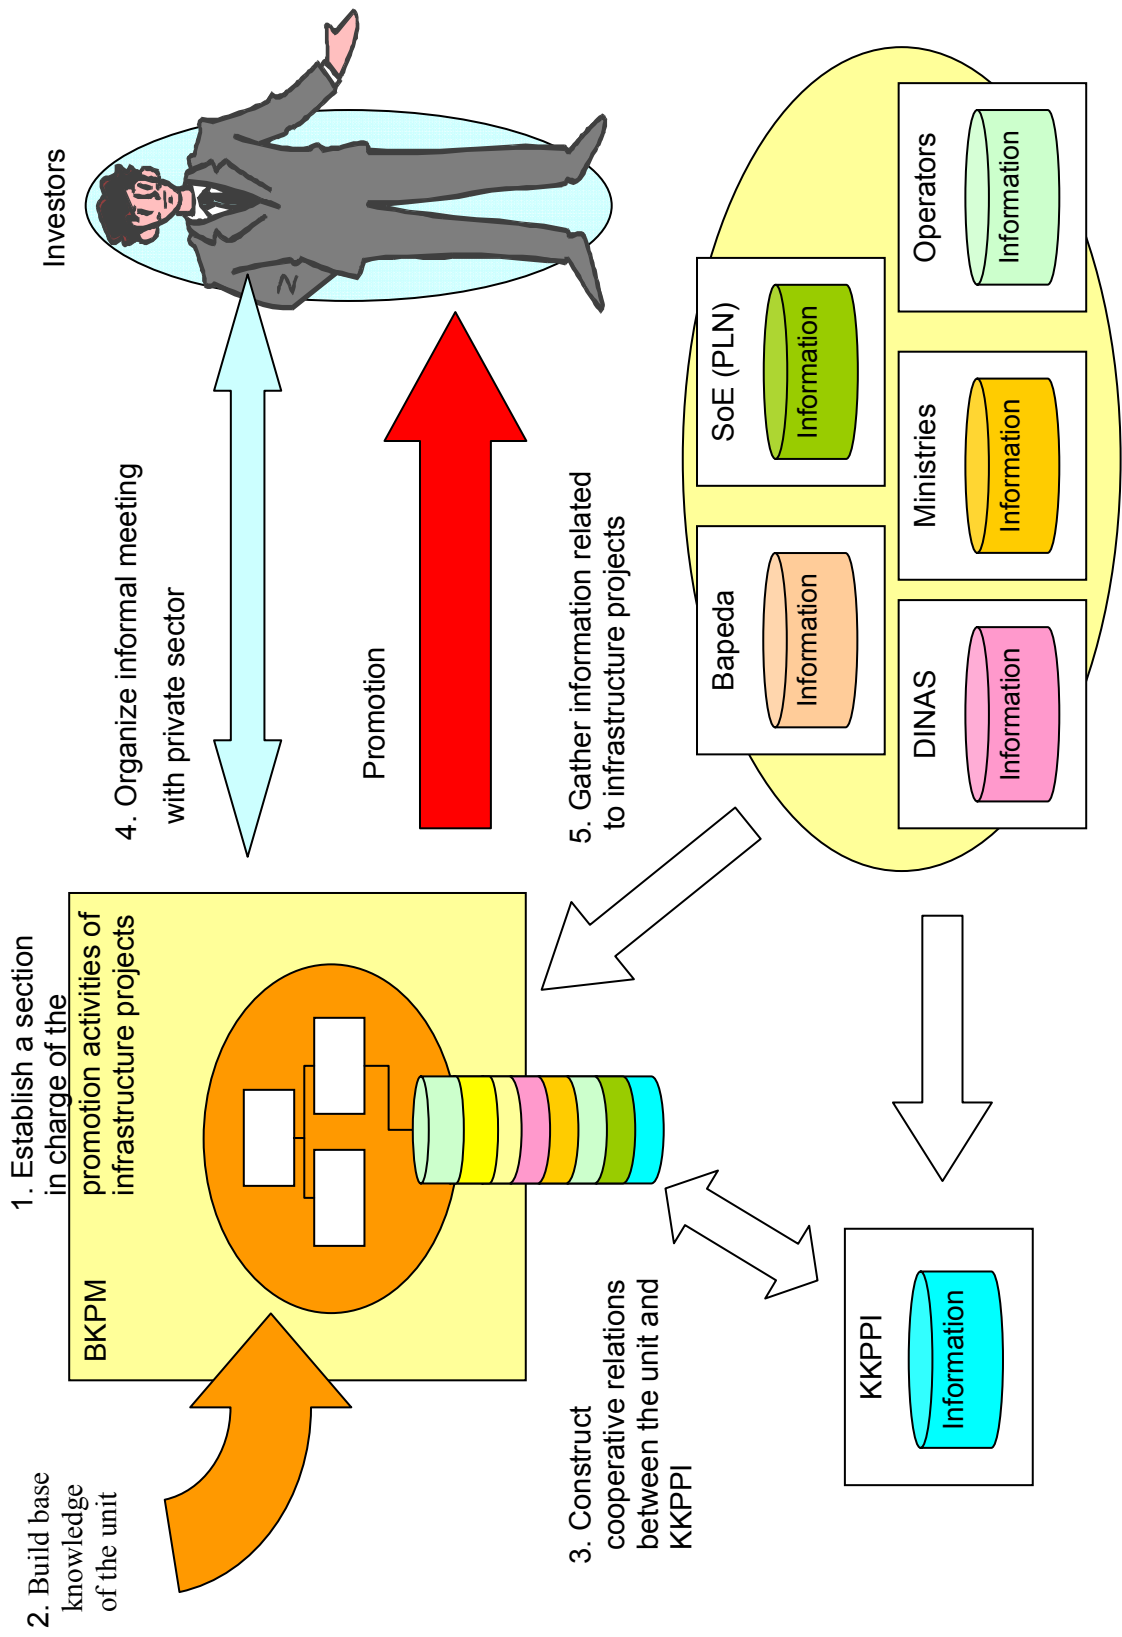 1. Establish a section
in charge of the
promotion activities of
infrastructure projects
2. Build base
knowledge
of the unit
BKPM
4. Organize informal meeting
with private sector
Investors
Promotion
3. Construct
cooperative relations
between the unit and
KKPPI
5. Gather information related
to infrastructure projects
KKPPI
Information
Bapeda
Information
SoE (PLN)
Information
DINAS
Information
Ministries
Information
Operators
Information